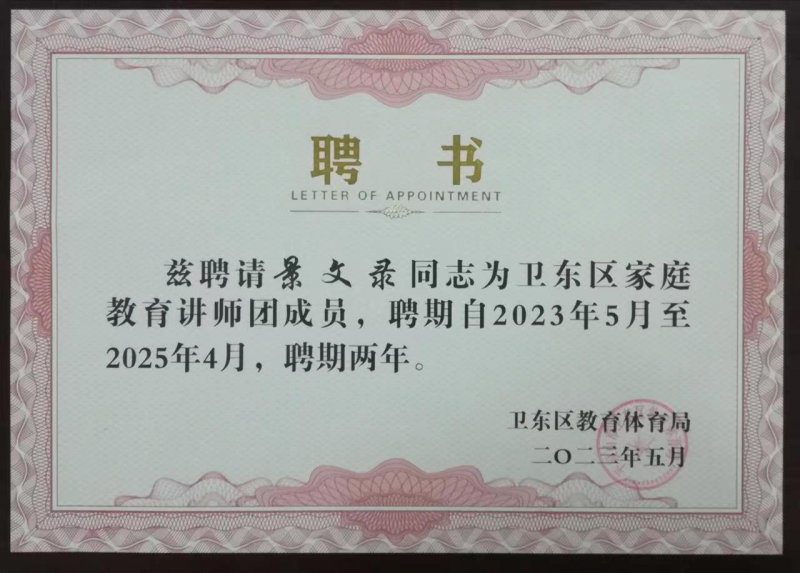 聘 书
LETTER OF APPOINTMENT
兹聘请景文录同志为卫东区家庭
教育讲师团成员，聘期自2023年5月至
2025年4月，聘期两年。
卫东区教育体育局
二〇二三年五月